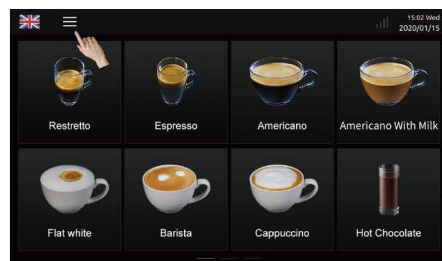 15:02 Wed
2020/01/15
Restretto
Espresso
Americano
Americano With Milk
Flat white
Barista
Cappuccino
Hot Chocolate